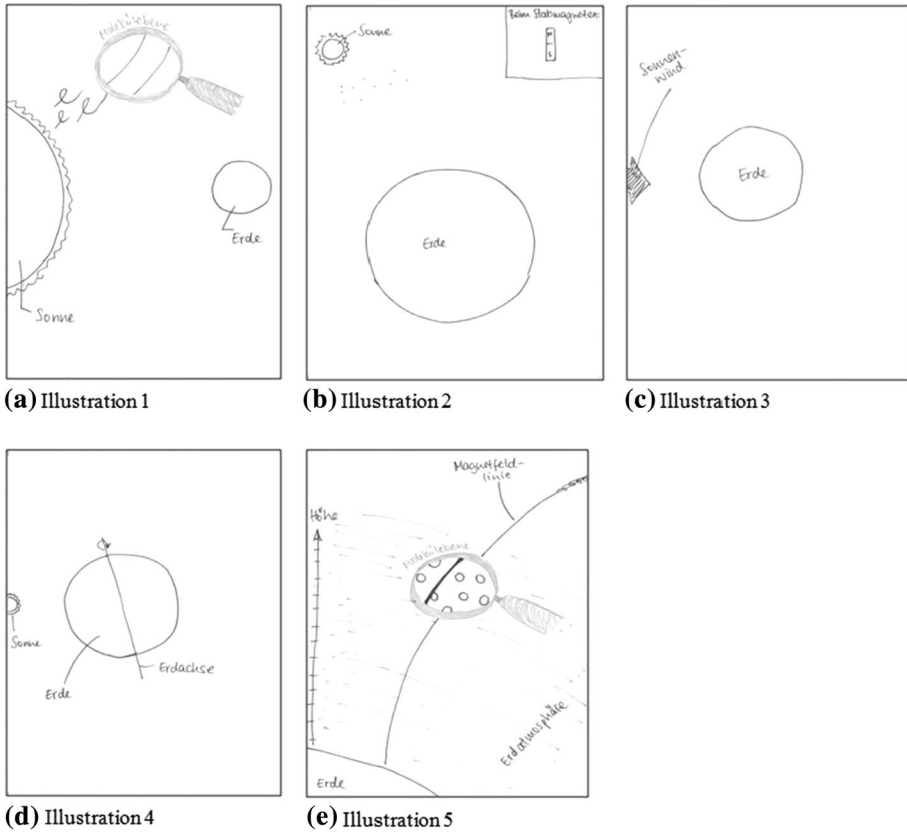 Molekülebene
Sonne
Erde
(a) Illustration 1
Sonne
Beim Stabmagneten:
N
S
Erde
(b) Illustration 2
Sonnen-
wind
Erde
(c) Illustration 3
Sonne
Erde
Erdachse
(d) Illustration 4
Magnetfeld-
linie
Höhe
Molekülebene
Erdatmosphäre
Erde
(e) Illustration 5